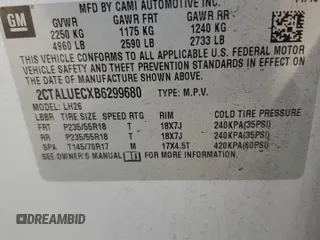 GM
MFD BY CAMI AUTOMOTIVE INC.
GVWR GAWR FRT GAWR RR
2250 KG 1175 KG 1240 KG
4960 LB 2590 LB 2733 LB
THIS VEHICLE CONFORMS TO ALL APPLICABLE
U.S. FEDERAL MOTOR VEHICLE SAFETY, BUMPER,
AND THEFT PREVENTION STANDARDS IN EFFECT
ON THE DATE OF MANUFACTURE SHOWN ABOVE.
2CTALUECXB6299680 TYPE: M.P.V.
MODEL: LH26
TIRE SIZE SPEED RTG RIM COLD TIRE PRESSURE
FRT P235/55R18 T 18X7J 240KPA(35PSI)
RR P235/55R18 T 18X7J 240KPA(35PSI)
SPA T145/70R17 M 17X4.5T 420KPA(60PSI)
SEE OWNER'S MANUAL FOR ADDITIONAL INFORMATION.
RIDDAMBID